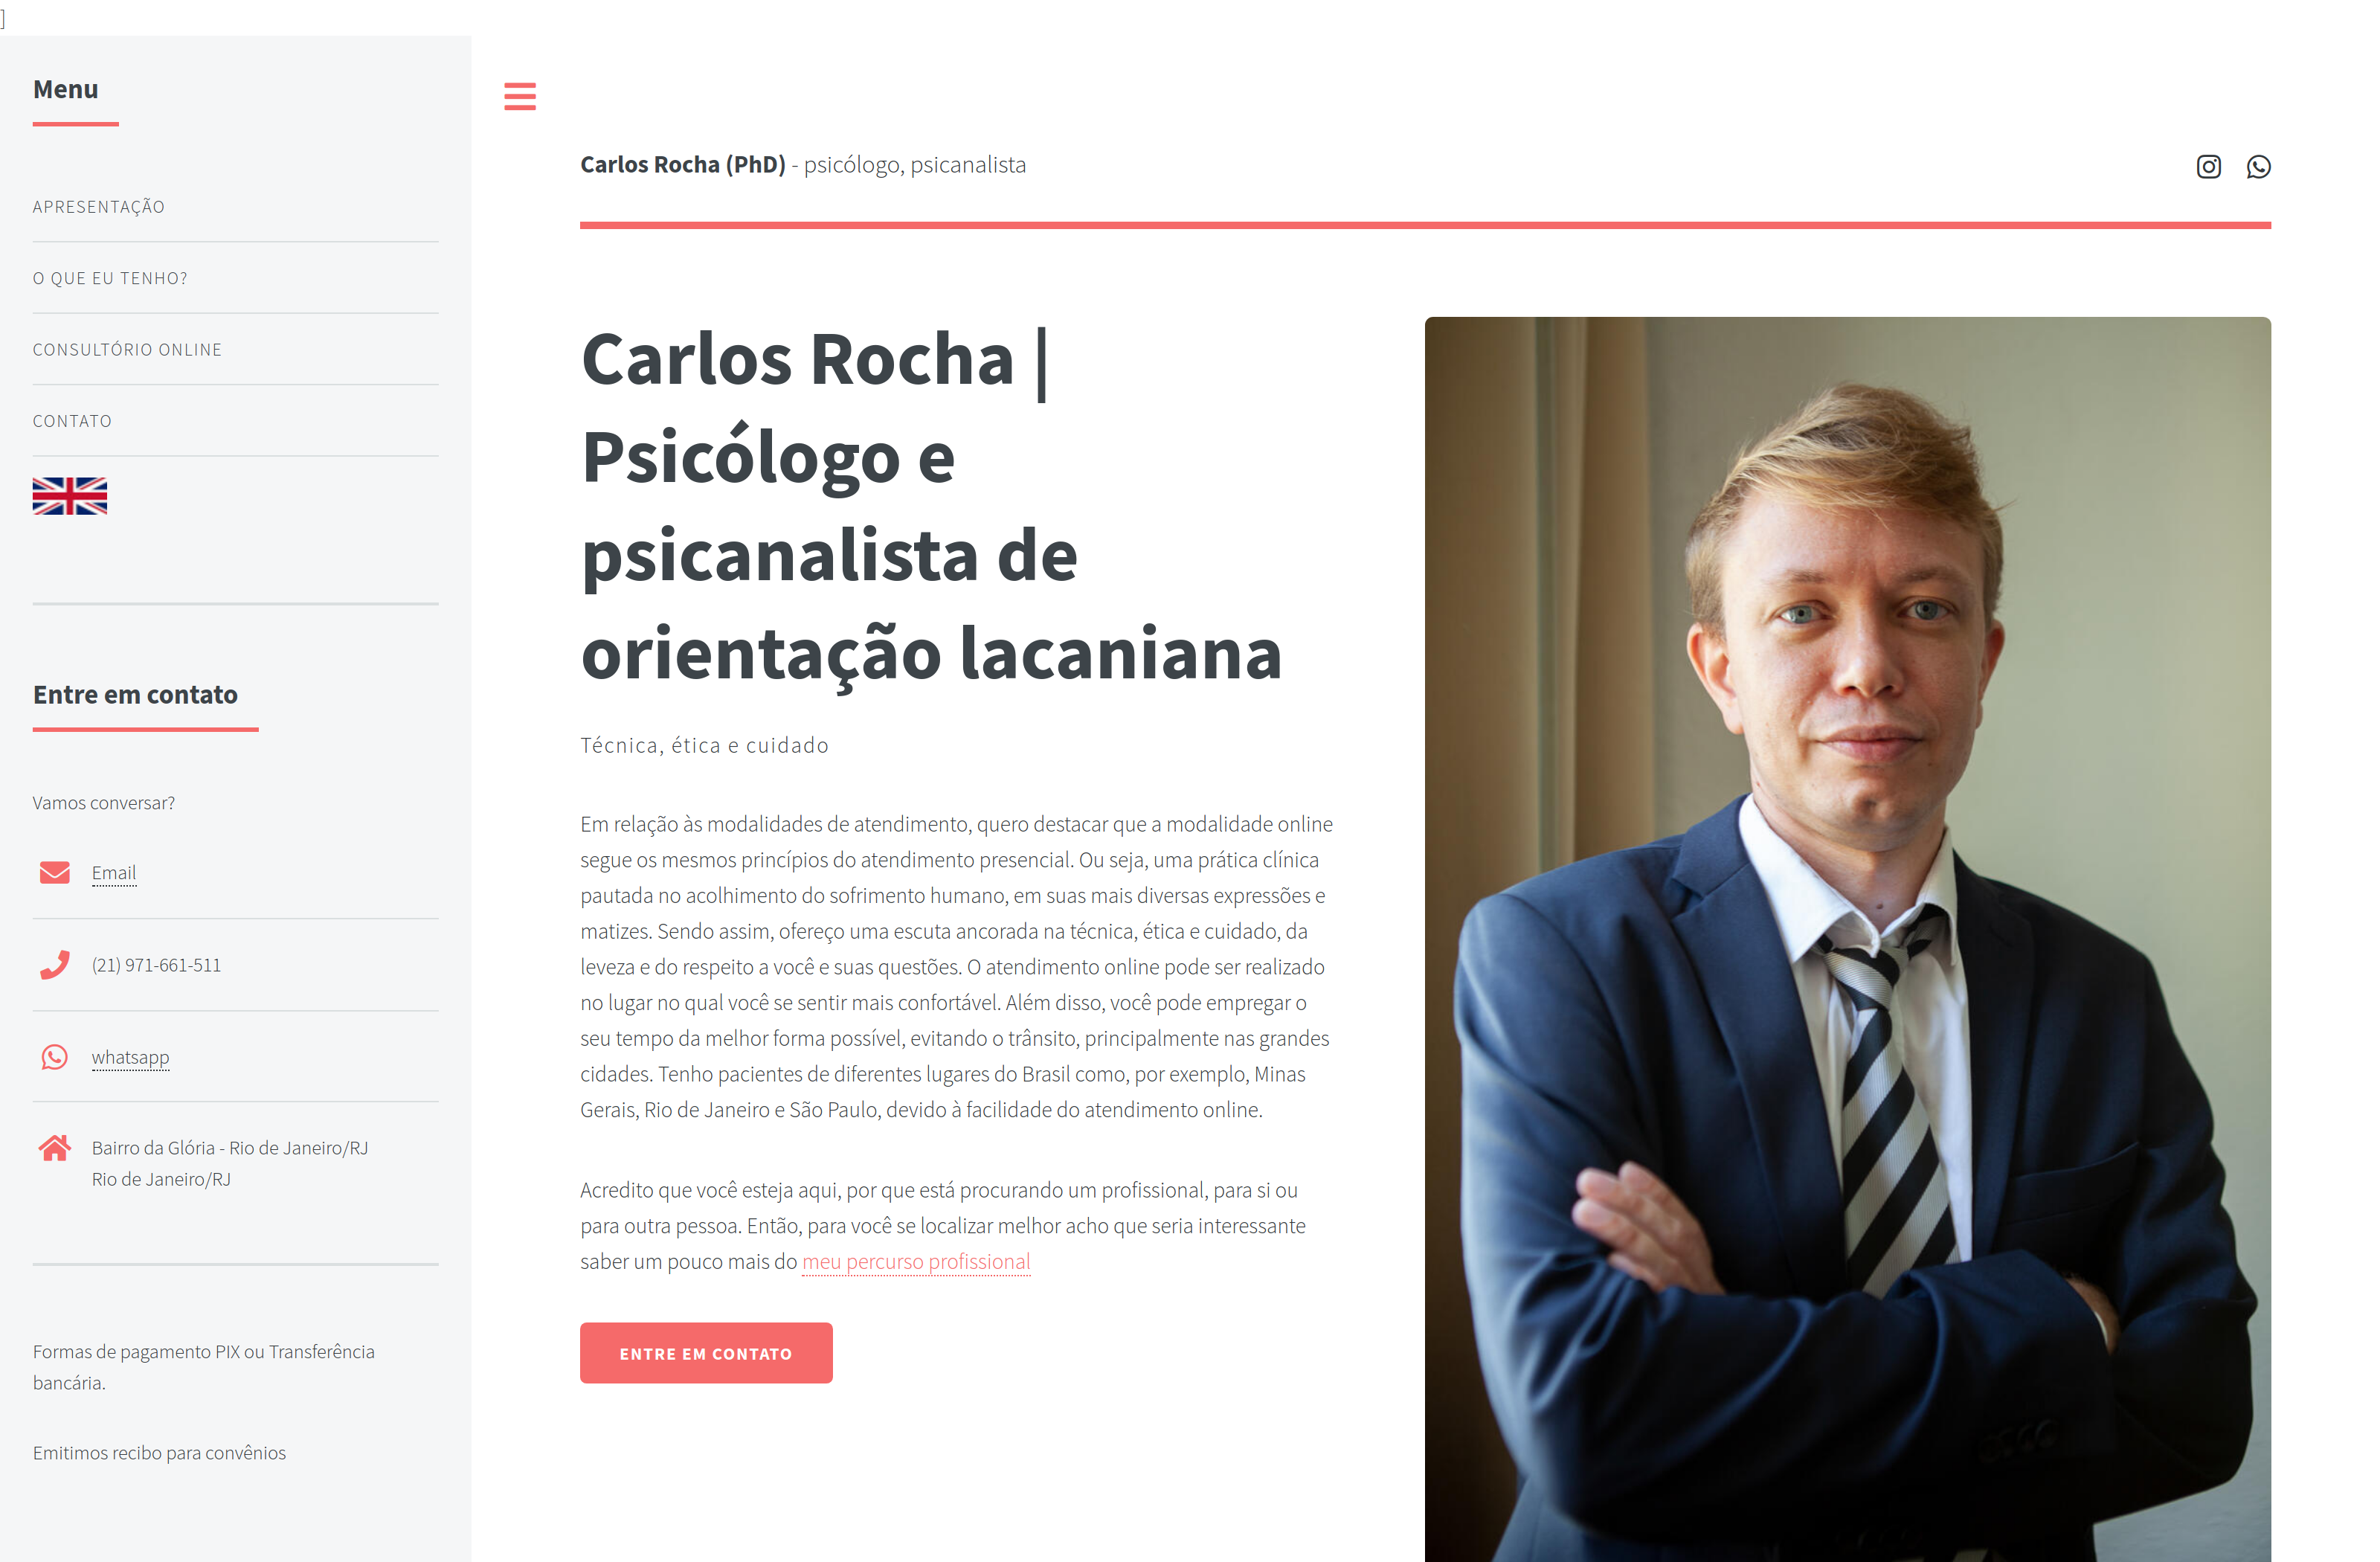 ]
Menu
APRESENTAÇÃO
O QUE EU TENHO?
CONSULTÓRIO ONLINE
CONTATO
Entre em contato
Vamos conversar?
Email
(21) 971-661-511
whatsapp
Bairro da Glória - Rio de Janeiro/RJ
Rio de Janeiro/RJ
Formas de pagamento PIX ou Transferência
bancária.
Emitimos recibo para convênios
Carlos Rocha (PhD) - psicólogo, psicanalista
Carlos Rocha |
Psicólogo e
psicanalista de
orientação lacaniana
Técnica, ética e cuidado
Em relação às modalidades de atendimento, quero destacar que a modalidade online
segue os mesmos princípios do atendimento presencial. Ou seja, uma prática clínica
pautada no acolhimento do sofrimento humano, em suas mais diversas expressões e
matizes. Sendo assim, ofereço uma escuta ancorada na técnica, ética e cuidado, da
leveza e do respeito a você e suas questões. O atendimento online pode ser realizado
no lugar no qual você se sentir mais confortável. Além disso, você pode empregar o
seu tempo da melhor forma possível, evitando o trânsito, principalmente nas grandes
cidades. Tenho pacientes de diferentes lugares do Brasil como, por exemplo, Minas
Gerais, Rio de Janeiro e São Paulo, devido à facilidade do atendimento online.
Acredito que você esteja aqui, por que está procurando um profissional, para si ou
para outra pessoa. Então, para você se localizar melhor acho que seria interessante
saber um pouco mais do meu percurso profissional
ENTRE EM CONTATO